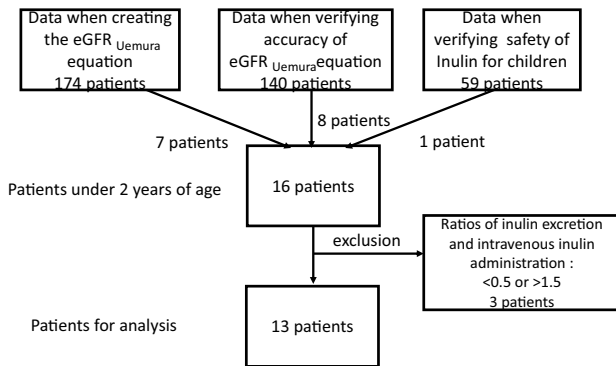 Data when creating
the eGFR Uemura
equation
174 patients
Data when verifying
accuracy of
eGFR Uemura equation
140 patients
Data when
verifying safety of
Inulin for children
59 patients
7 patients
8 patients
1 patient
Patients under 2 years of age
16 patients
exclusion
Ratios of inulin excretion
and intravenous inulin
administration :
<0.5 or >1.5
3 patients
Patients for analysis
13 patients